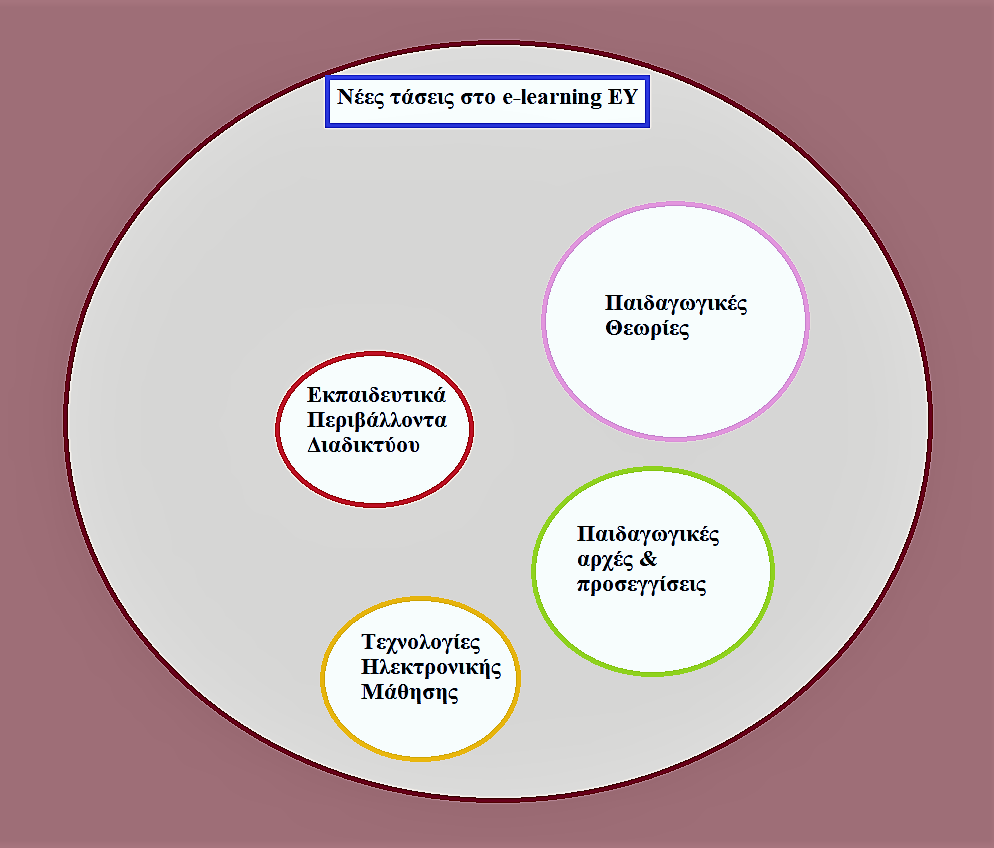 Νέες τάσεις στο e-learning ΕΥ
Παιδαγωγικές
Θεωρίες
Εκπαιδευτικά
Περιβάλλοντα
Διαδικτύου
Παιδαγωγικές
αρχές &
προσεγγίσεις
Τεχνολογίες
Ηλεκτρονικής
Μάθησης